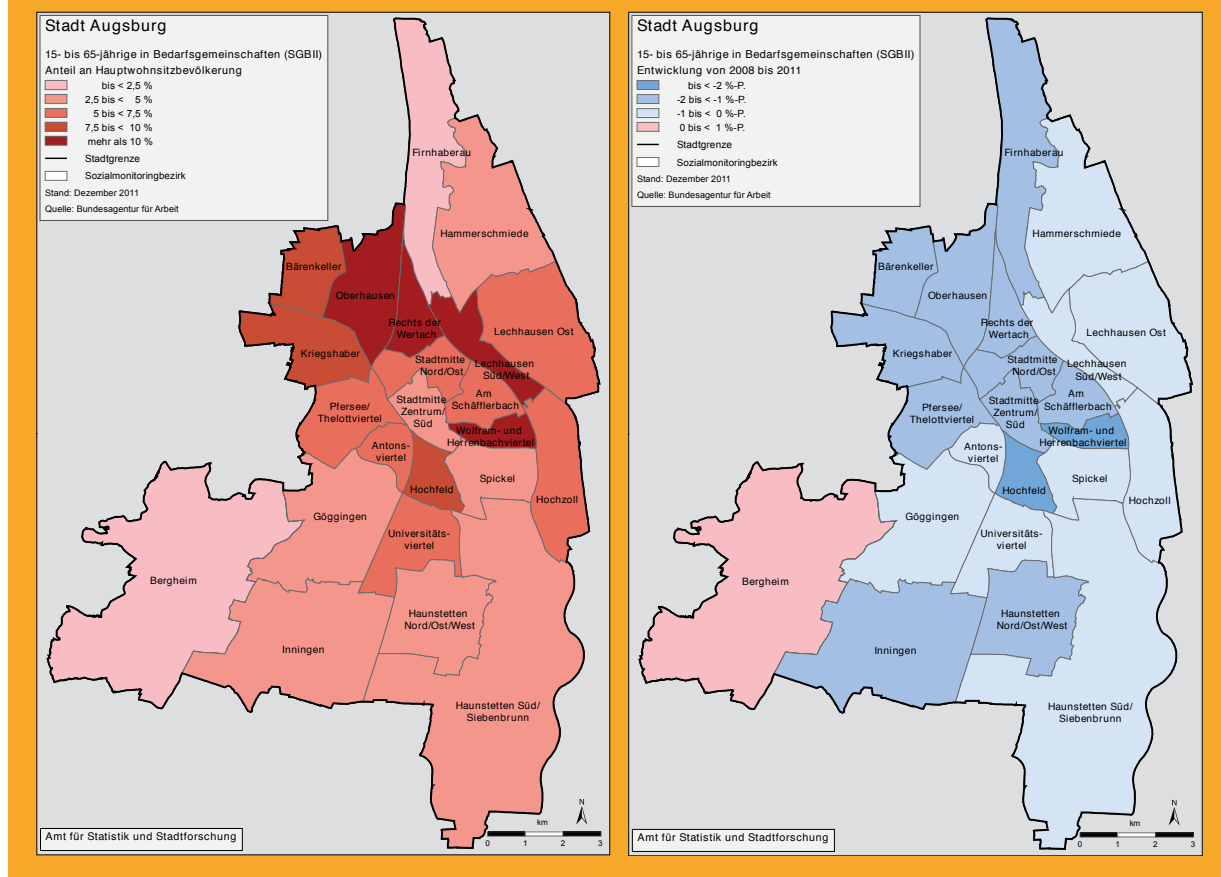 Stadt Augsburg
15- bis 65-jährige in Bedarfsgemeinschaften (SGBII)
Anteil an Hauptwohnsitzbevölkerung
bis < 2,5 %
2,5 bis < 5 %
5 bis < 7,5 %
7,5 bis < 10 %
mehr als 10 %
Stadtgrenze
Sozialmonitoringbezirk
Stand: Dezember 2011
Quelle: Bundesagentur für Arbeit
Firnhaberau
Hammerschmiede
Bärenkeller
Oberhausen
Rechts der
Wertach
Lechhausen Ost
Kriegshaber
Stadtmitte
Nord/Ost
Lechhausen
Süd/West
Am
Schäfflerbach
Pfersee/
Thelottviertel
Stadtmitte
Zentrum/
Süd
Wolfram- und
Herrenbachviertel
Antons-
viertel
Spickel
Hochfeld
Hochzoll
Göggingen
Universitäts-
viertel
Bergheim
Haunstetten
Nord/Ost/West
Inningen
Haunstetten Süd/
Siebenbrunn
Amt für Statistik und Stadtforschung
N
km
0 1 2 3
Stadt Augsburg
15- bis 65-jährige in Bedarfsgemeinschaften (SGBII)
Entwicklung von 2008 bis 2011
bis < -2 %-P.
-2 bis < -1 %-P.
-1 bis < 0 %-P.
0 bis < 1 %-P.
Stadtgrenze
Sozialmonitoringbezirk
Stand: Dezember 2011
Quelle: Bundesagentur für Arbeit
Firnhaberau
Hammerschmiede
Bärenkeller
Oberhausen
Rechts der
Wertach
Lechhausen Ost
Kriegshaber
Stadtmitte
Nord/Ost
Lechhausen
Süd/West
Am
Schäfflerbach
Pfersee/
Thelottviertel
Stadtmitte
Zentrum/
Süd
Wolfram- und
Herrenbachviertel
Antons-
viertel
Spickel
Hochfeld
Hochzoll
Göggingen
Universitäts-
viertel
Bergheim
Haunstetten
Nord/Ost/West
Inningen
Haunstetten Süd/
Siebenbrunn
Amt für Statistik und Stadtforschung
N
km
0 1 2 3